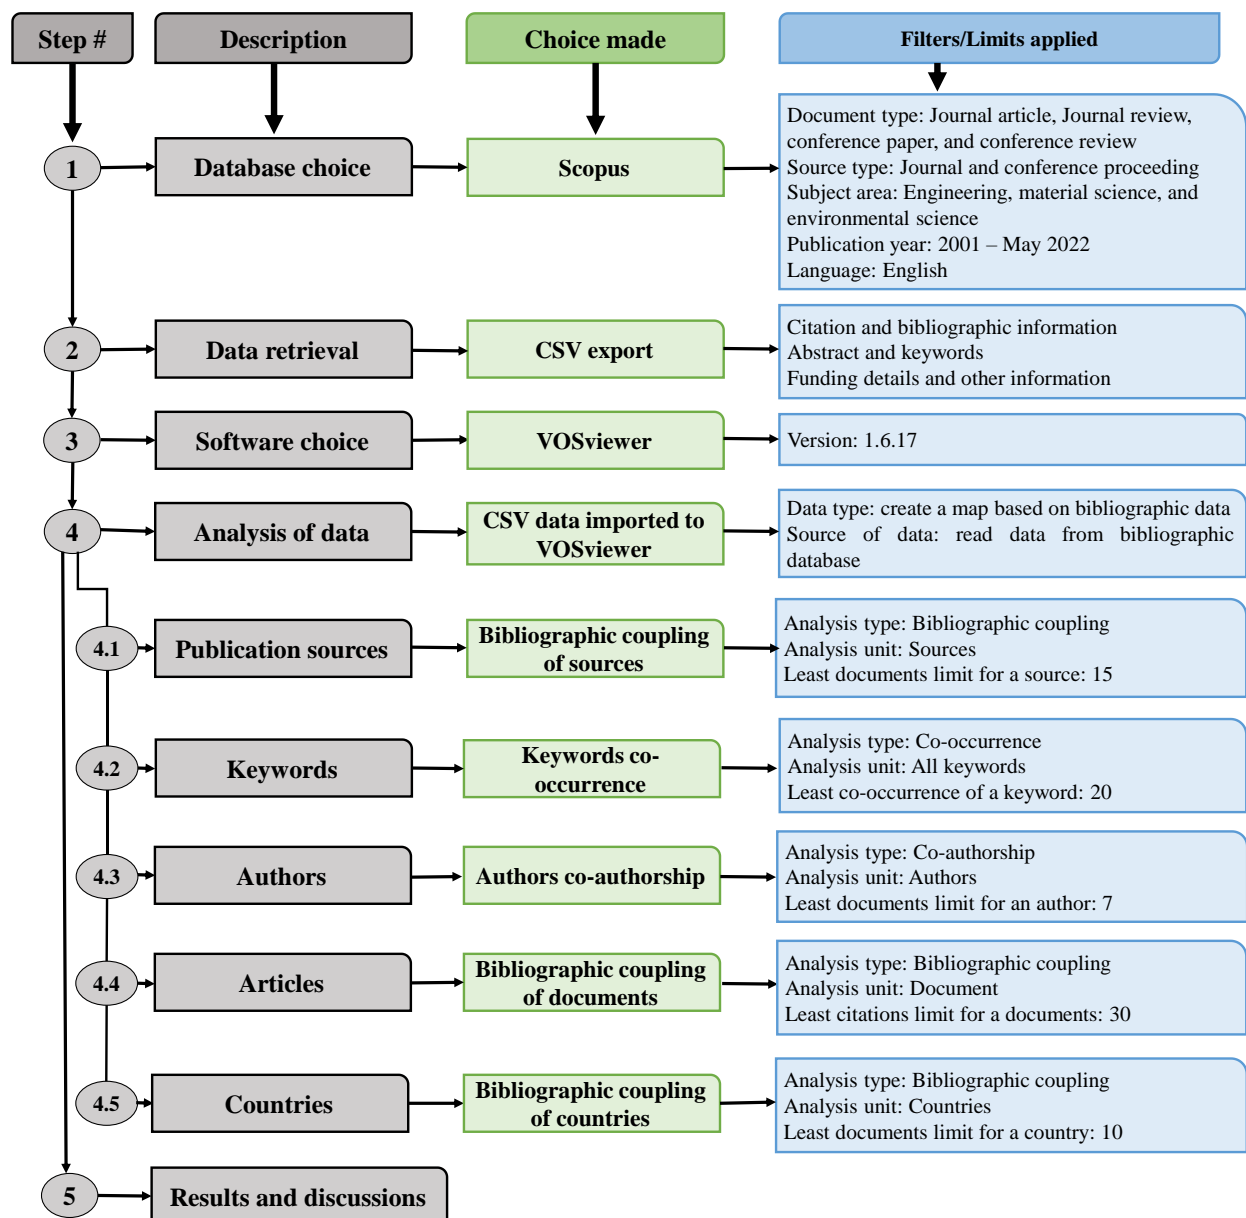 Step #
Description
Choice made
Filters/Limits applied
1
Database choice
Scopus
Document type: Journal article, Journal review,
conference paper, and conference review
Source type: Journal and conference proceeding
Subject area: Engineering, material science, and
environmental science
Publication year: 2001 – May 2022
Language: English
2
Data retrieval
CSV export
Citation and bibliographic information
Abstract and keywords
Funding details and other information
3
Software choice
VOSviewer
Version: 1.6.17
4
Analysis of data
CSV data imported to
VOSviewer
Data type: create a map based on bibliographic data
Source of data: read data from bibliographic
database
4.1
Publication sources
Bibliographic coupling
of sources
Analysis type: Bibliographic coupling
Analysis unit: Sources
Least documents limit for a source: 15
4.2
Keywords
Keywords co-
occurrence
Analysis type: Co-occurrence
Analysis unit: All keywords
Least co-occurrence of a keyword: 20
4.3
Authors
Authors co-authorship
Analysis type: Co-authorship
Analysis unit: Authors
Least documents limit for an author: 7
4.4
Articles
Bibliographic coupling
of documents
Analysis type: Bibliographic coupling
Analysis unit: Document
Least citations limit for a documents: 30
4.5
Countries
Bibliographic coupling
of countries
Analysis type: Bibliographic coupling
Analysis unit: Countries
Least documents limit for a country: 10
5
Results and discussions